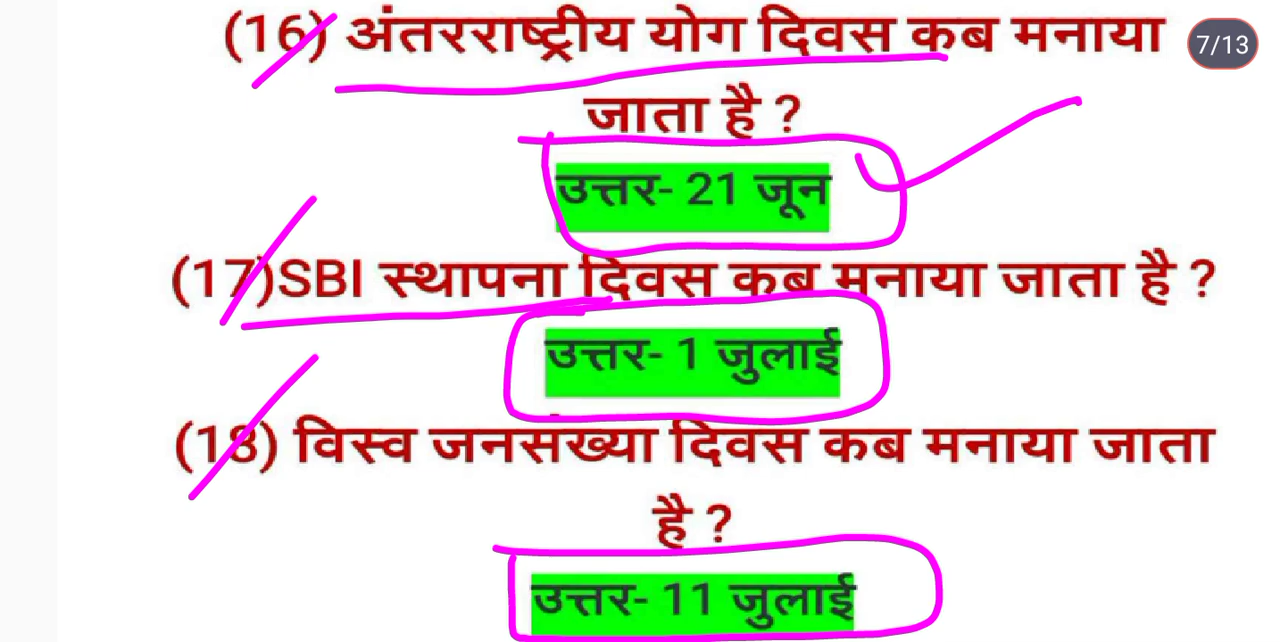 (16) अंतरराष्ट्रीय योग दिवस कब मनाया
7/13
जाता है ?
उत्तर- 21 जून
(17)SBI स्थापना दिवस कब मनाया जाता है ?
उत्तर- 1 जुलाई
(18) विस्व जनसंख्या दिवस कब मनाया जाता
है ?
उत्तर- 11 जुलाई